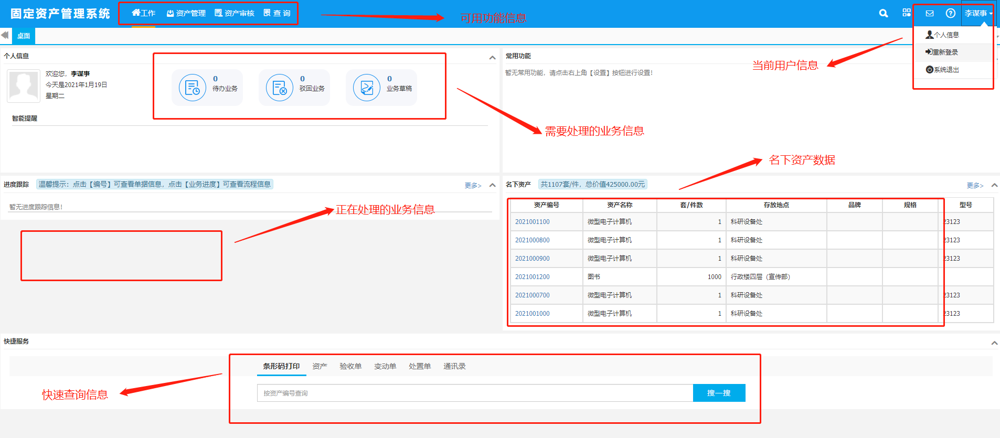 固定资产管理系统
工作
资产管理
资产审核
查 询
可用功能信息
李谋事
桌面
个人信息
重新登录
系统退出
当前用户信息
个人信息
欢迎您，李谋事
今天是2021年1月19日
星期二
0
待办业务
0
驳回业务
0
业务草稿
智能提醒
需要处理的业务信息
常用功能
暂无常用功能，请点击右上角【设置】按钮进行设置！
名下资产数据
进度跟踪
温馨提示：点击【编号】可查看单据信息，点击【业务进度】可查看流程信息
更多>
暂无进度跟踪信息！
正在处理的业务信息
名下资产
共1107套/件，总价值425000.00元
更多>
资产编号 资产名称 套/件数 存放地点 品牌 规格 型号
2021001100 微型电子计算机 1 科研设备处 23123
2021000800 微型电子计算机 1 科研设备处 23123
2021000900 微型电子计算机 1 科研设备处 23123
2021001200 图书 1000 行政楼四层（宣传部）
2021000700 微型电子计算机 1 科研设备处 23123
2021001000 微型电子计算机 1 科研设备处 23123
快捷服务
条形码打印 资产 验收单 变动单 处置单 通讯录
按资产编号查询
搜一搜
快速查询信息